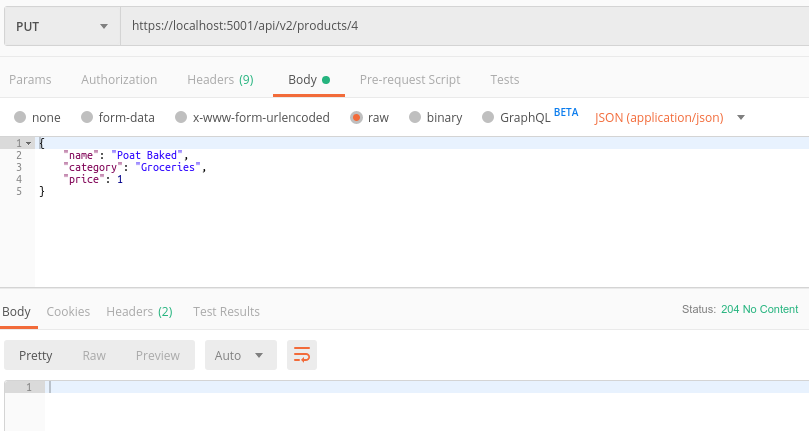 PUT https://localhost:5001/api/v2/products/4
Params Authorization Headers (9) Body Pre-request Script Tests
none form-data x-www-form-urlencoded raw binary GraphQL BETA JSON (application/json)
1 {
2 "name": "Poat Baked",
3 "category": "Groceries",
4 "price": 1
5 }
Body Cookies Headers (2) Test Results Status: 204 No Content
Pretty Raw Preview Auto
1